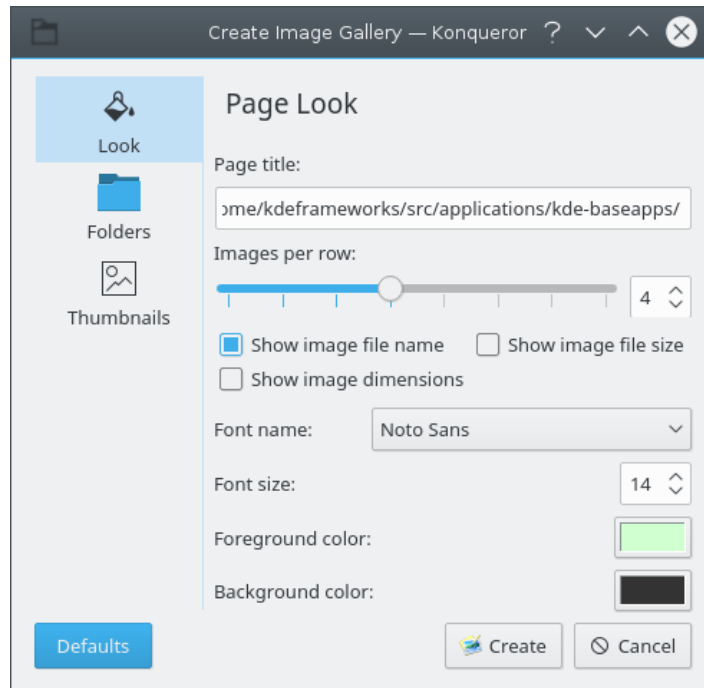 Create Image Gallery — Konqueror
Look
Folders
Thumbnails
Page Look
Page title:
ome/kdeframeworks/src/applications/kde-baseapps/
Images per row:
4
Show image file name Show image file size
Show image dimensions
Font name: Noto Sans
Font size: 14
Foreground color:
Background color:
Defaults Create Cancel